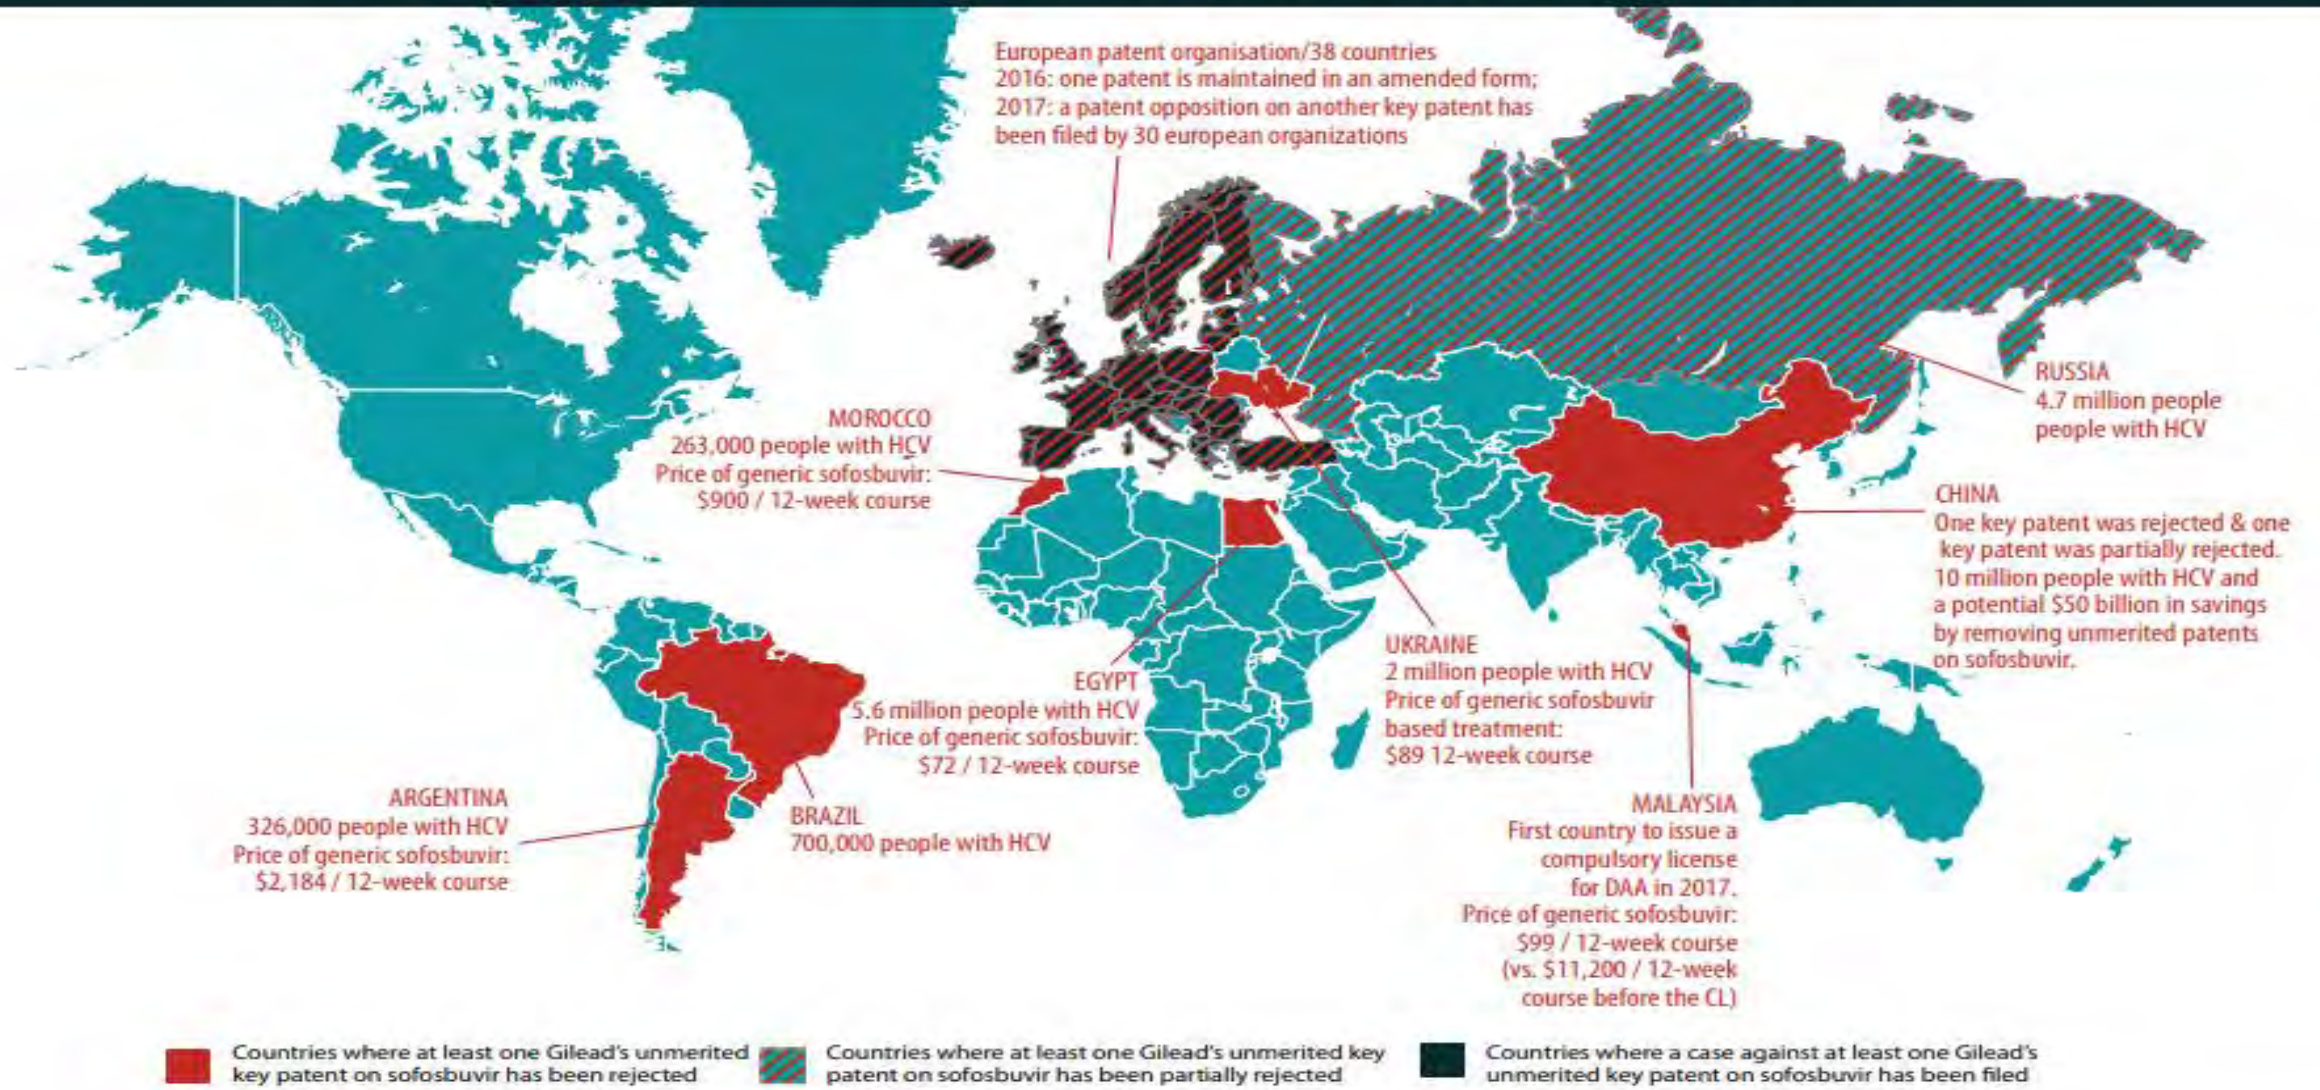 European patent organisation/38 countries
2016: one patent is maintained in an amended form;
2017: a patent opposition on another key patent has
been filed by 30 european organizations
RUSSIA
4.7 million people
people with HCV
MOROCCO
263,000 people with HCV
Price of generic sofosbuvir:
$900 / 12-week course
CHINA
One key patent was rejected & one
key patent was partially rejected.
10 million people with HCV and
a potential $50 billion in savings
by removing unmerited patents
on sofosbuvir.
UKRAINE
2 million people with HCV
Price of generic sofosbuvir
based treatment:
$89 12-week course
EGYPT
5.6 million people with HCV
Price of generic sofosbuvir:
$72 / 12-week course
ARGENTINA
326,000 people with HCV
Price of generic sofosbuvir:
$2,184 / 12-week course
BRAZIL
700,000 people with HCV
MALAYSIA
First country to issue a
compulsory license
for DAA in 2017.
Price of generic sofosbuvir:
$99 / 12-week course
(vs. $11,200 / 12-week
course before the CL)
Countries where at least one Gilead's unmerited
key patent on sofosbuvir has been rejected
Countries where at least one Gilead's unmerited key
patent on sofosbuvir has been partially rejected
Countries where a case against at least one Gilead's
unmerited key patent on sofosbuvir has been filed